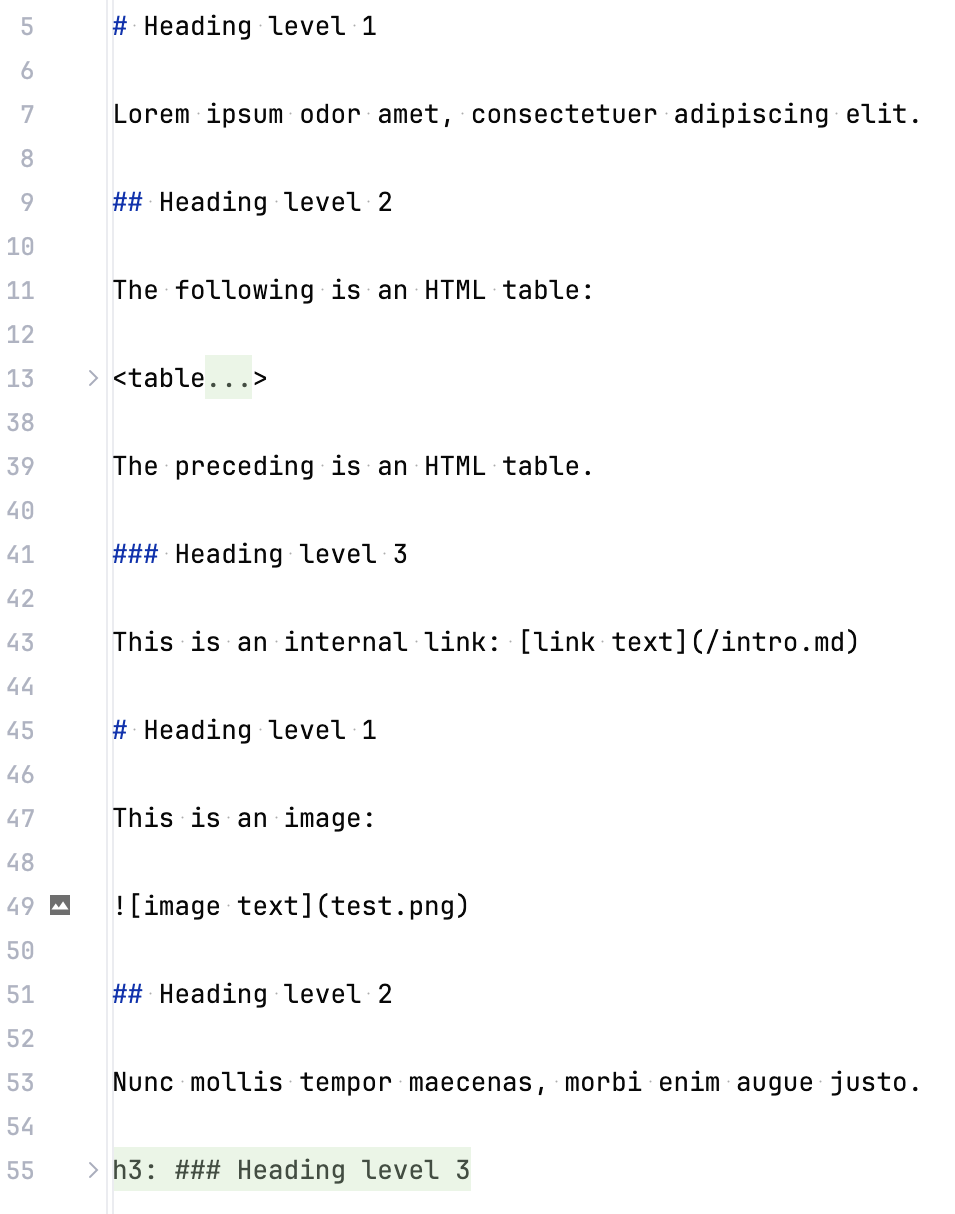 5 # Heading level 1
6
7 Lorem ipsum odor amet, consectetuer adipiscing elit.
8
9 ## Heading level 2
10
11 The following is an HTML table:
12
13 <table...>
38
39 The preceding is an HTML table.
40
41 ### Heading level 3
42
43 This is an internal link: [link text](/intro.md)
44
45 # Heading level 1
46
47 This is an image:
48
49 ![image text](test.png)
50
51 ## Heading level 2
52
53 Nunc mollis tempor maecenas, morbi enim augue justo.
54
55 h3: ### Heading level 3